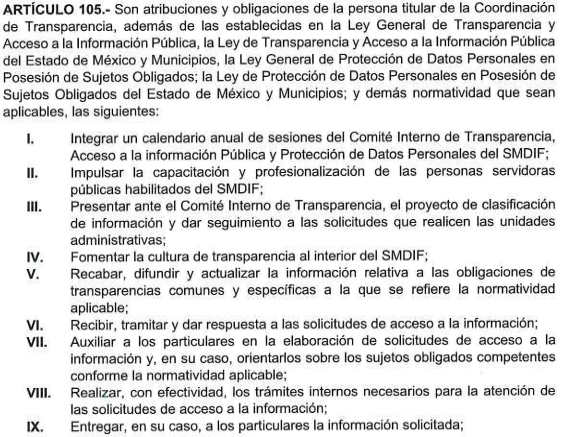 ARTÍCULO 105.- Son atribuciones y obligaciones de la persona titular de la Coordinación
de Transparencia, además de las establecidas en la Ley General de Transparencia y
Acceso a la Información Pública, la Ley de Transparencia y Acceso a la Información Pública
del Estado de México y Municipios, la Ley General de Protección de Datos Personales en
Posesión de Sujetos Obligados; la Ley de Protección de Datos Personales en Posesión de
Sujetos Obligados del Estado de México y Municipios; y demás normatividad que sean
aplicables, las siguientes:
I. Integrar un calendario anual de sesiones del Comité Interno de Transparencia,
Acceso a la información Pública y Protección de Datos Personales del SMDIF;
II. Impulsar la capacitación y profesionalización de las personas servidoras
públicas habilitados del SMDIF;
III. Presentar ante el Comité Interno de Transparencia, el proyecto de clasificación
de información y dar seguimiento a las solicitudes que realicen las unidades
administrativas;
IV. Fomentar la cultura de transparencia al interior del SMDIF;
V. Recabar, difundir y actualizar la información relativa a las obligaciones de
transparencias comunes y específicas a la que se refiere la normatividad
aplicable;
VI. Recibir, tramitar y dar respuesta a las solicitudes de acceso a la información;
VII. Auxiliar a los particulares en la elaboración de solicitudes de acceso a la
información y, en su caso, orientarlos sobre los sujetos obligados competentes
conforme la normatividad aplicable;
VIII. Realizar, con efectividad, los trámites internos necesarios para la atención de
las solicitudes de acceso a la información;
IX. Entregar, en su caso, a los particulares la información solicitada;